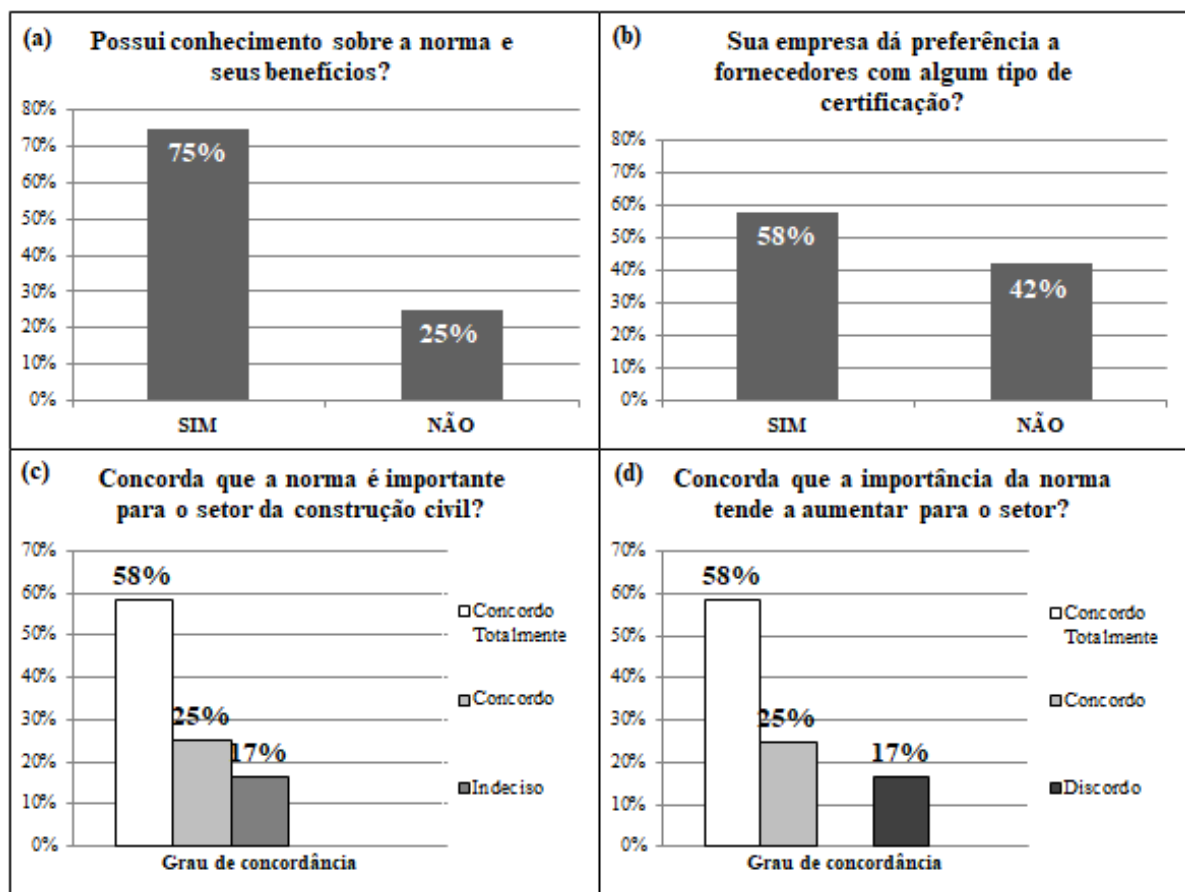 (a) Possui conhecimento sobre a norma e
seus benefícios?
80%
70%
60%
50%
40%
30%
20%
10%
0%
75%
25%
SIM NÃO
(b) Sua empresa dá preferência a
fornecedores com algum tipo de
certificação?
80%
70%
60%
50%
40%
30%
20%
10%
0%
58%
42%
SIM NÃO
(c) Concorda que a norma é importante
para o setor da construção civil?
70%
60%
50%
40%
30%
20%
10%
0%
58%
25%
17%
Concordo
Totalmente
Concordo
Indeciso
Grau de concordância
(d) Concorda que a importância da norma
tende a aumentar para o setor?
70%
60%
50%
40%
30%
20%
10%
0%
58%
25%
17%
Concordo
Totalmente
Concordo
Discordo
Grau de concordância